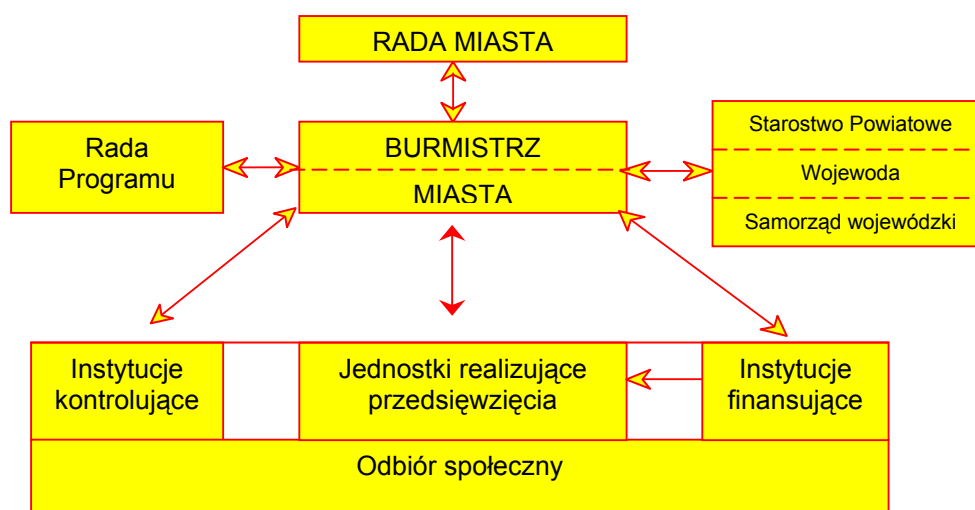 RADA MIASTA
Rada
Programu
BURMISTRZ
MIASTA
Starostwo Powiatowe
Wojewoda
Samorząd wojewódzki
Instytucje
kontrolujące
Jednostki realizujące
przedsięwzięcia
Instytucje
finansujące
Odbiór społeczny